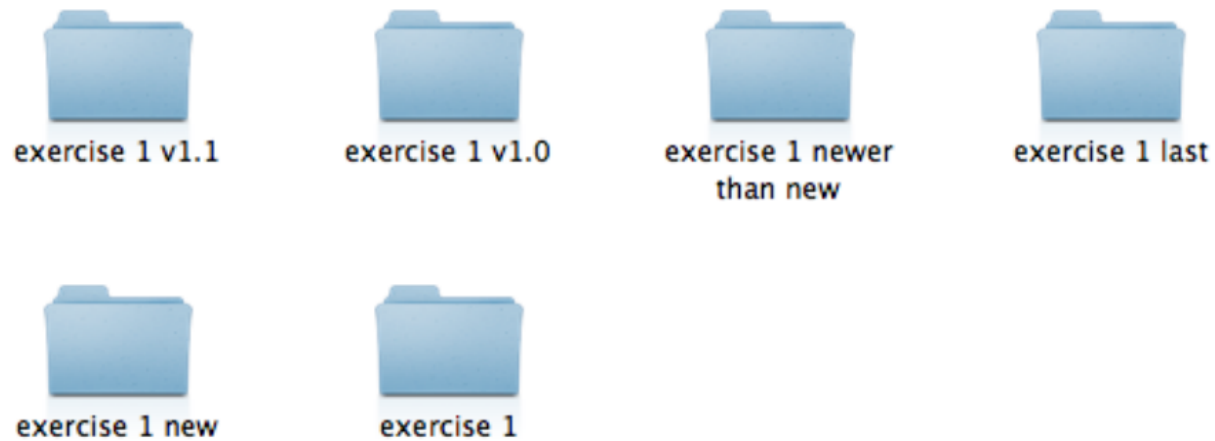 exercise 1 v1.1
exercise 1 v1.0
exercise 1 newer
than new
exercise 1 last
exercise 1 new
exercise 1